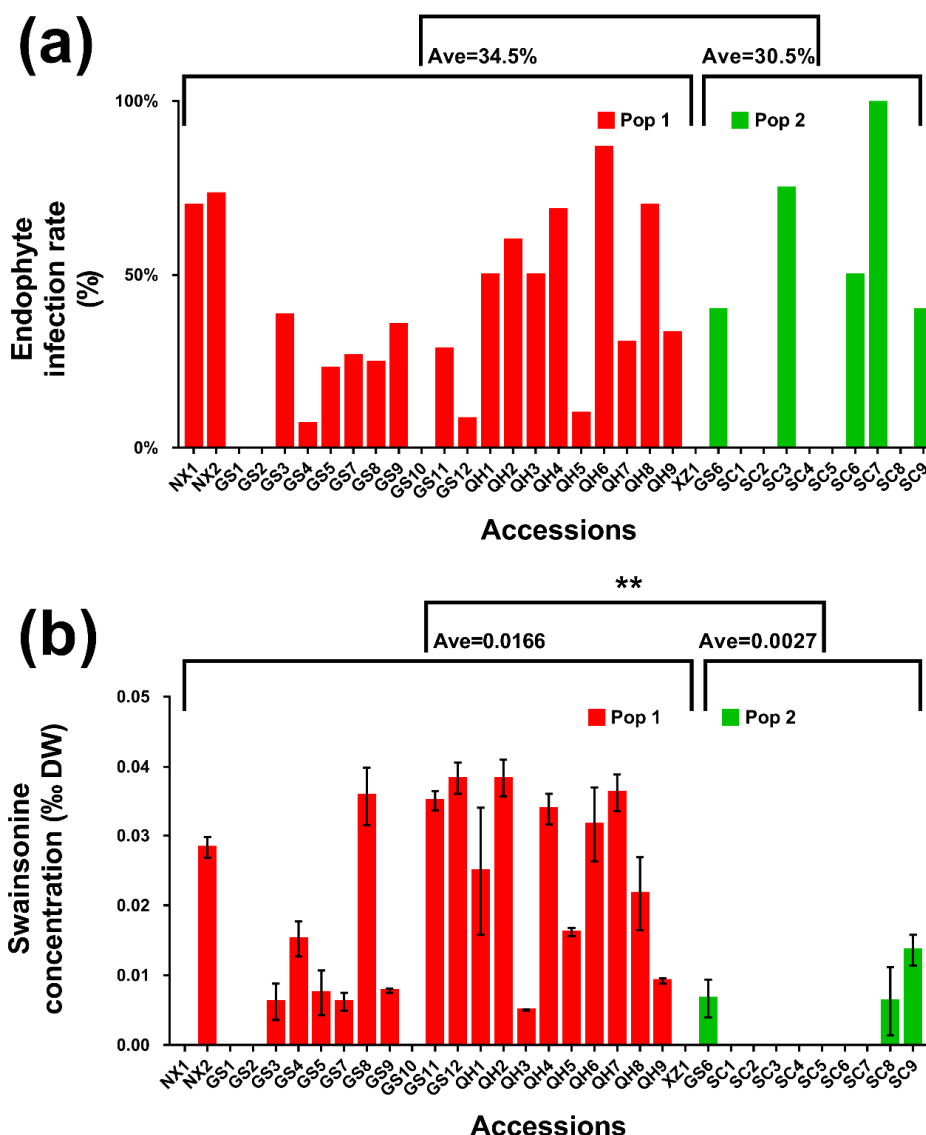 (a)
Ave=34.5%
Ave=30.5%
100%
Pop 1
Pop 2
Endophyte
infection rate
(%)
50%
0%
NX1 NX2 GS1 GS2 GS3 GS4 GS5 GS7 GS8 GS9 GS10 GS11 GS12 QH1 QH2 QH3 QH4 QH5 QH6 QH7 QH8 QH9 XZ1 GS6 SC1 SC2 SC3 SC4 SC5 SC6 SC7 SC8 SC9
Accessions
(b)
**
Ave=0.0166
Ave=0.0027
0.05
Pop 1
Pop 2
Swainsonine
concentration (‰ DW)
0.04
0.03
0.02
0.01
0.00
NX1 NX2 GS1 GS2 GS3 GS4 GS5 GS7 GS8 GS9 GS10 GS11 GS12 QH1 QH2 QH3 QH4 QH5 QH6 QH7 QH8 QH9 XZ1 GS6 SC1 SC2 SC3 SC4 SC5 SC6 SC7 SC8 SC9
Accessions